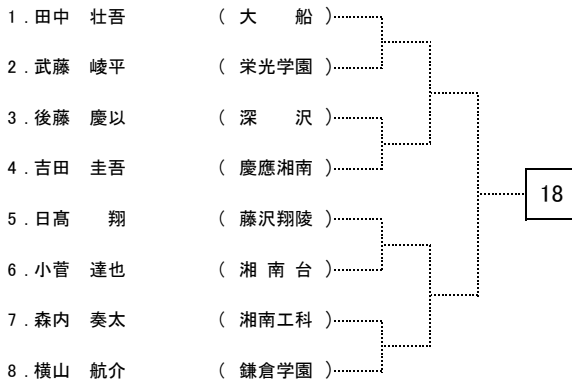 1．田中　壮吾　（ 大　　船 ）
2．武藤　崚平　（ 栄光学園 ）
3．後藤　慶以　（ 深　　沢 ）
4．吉田　圭吾　（ 慶應湘南 ）
18
5．日髙　　翔　（ 藤沢翔陵 ）
6．小菅　達也　（ 湘 南 台 ）
7．森内　奏太　（ 湘南工科 ）
8．横山　航介　（ 鎌倉学園 ）